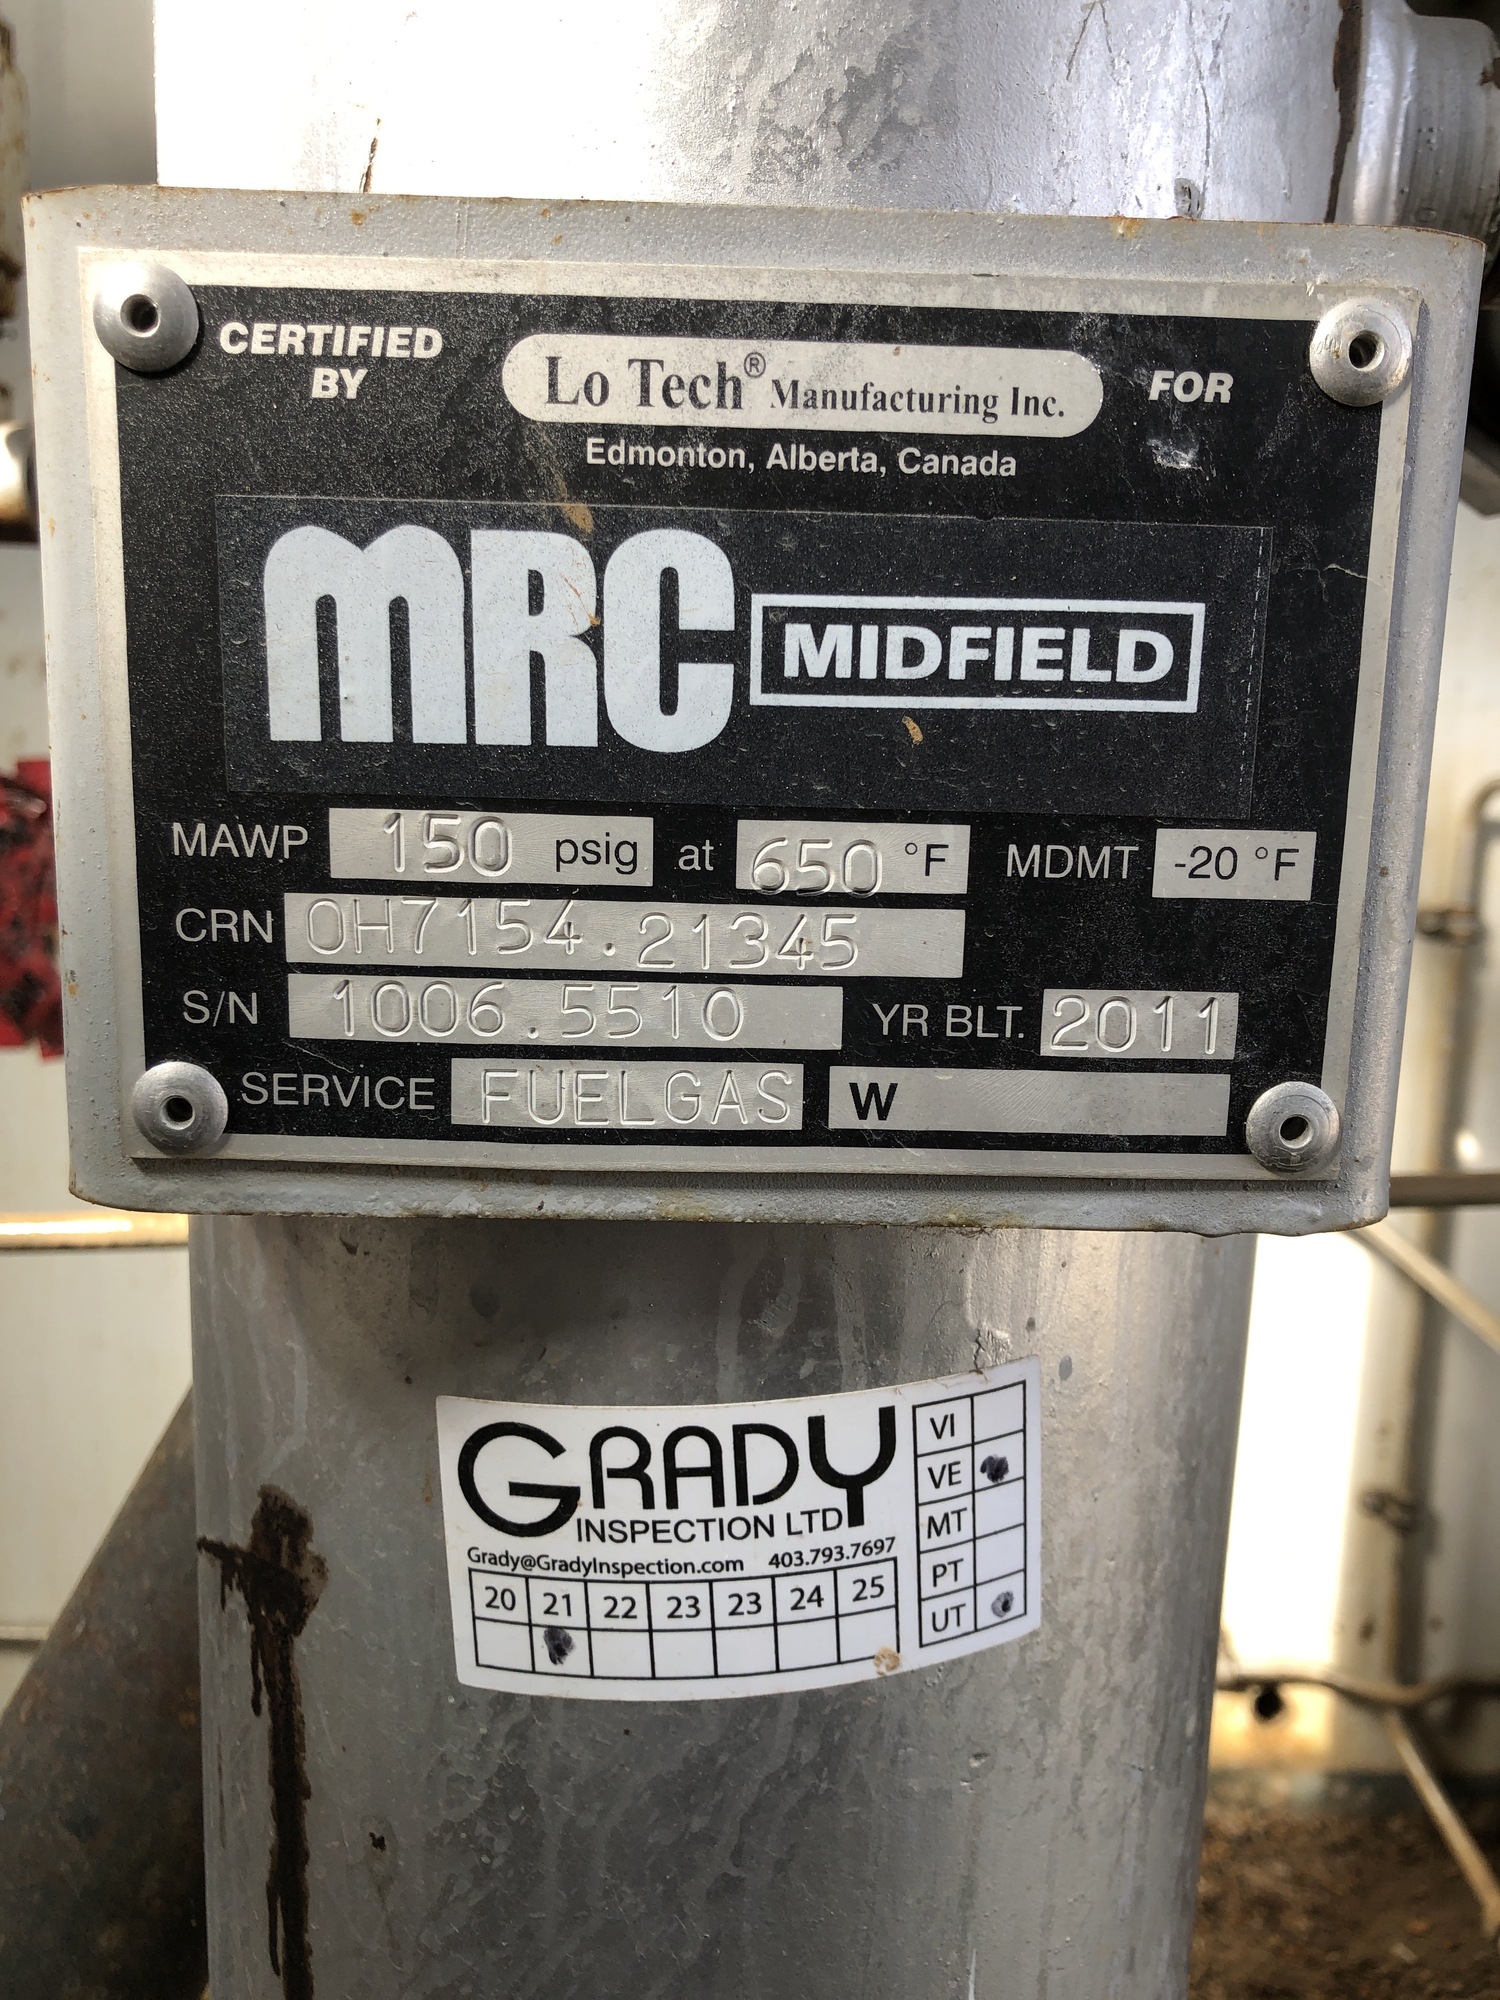 CERTIFIED BY
Lo Tech® Manufacturing Inc.
FOR
Edmonton, Alberta, Canada
MRC MIDFIELD
MAWP 150 psig at 650 °F MDMT -20 °F
CRN 0H7154.21345
S/N 1006.5510 YR BLT. 2011
SERVICE FUELGAS W
GRADY
INSPECTION LTD
Grady@GradyInspection.com 403.793.7697
20 21 22 23 23 24 25
VI
VE
MT
PT
UT